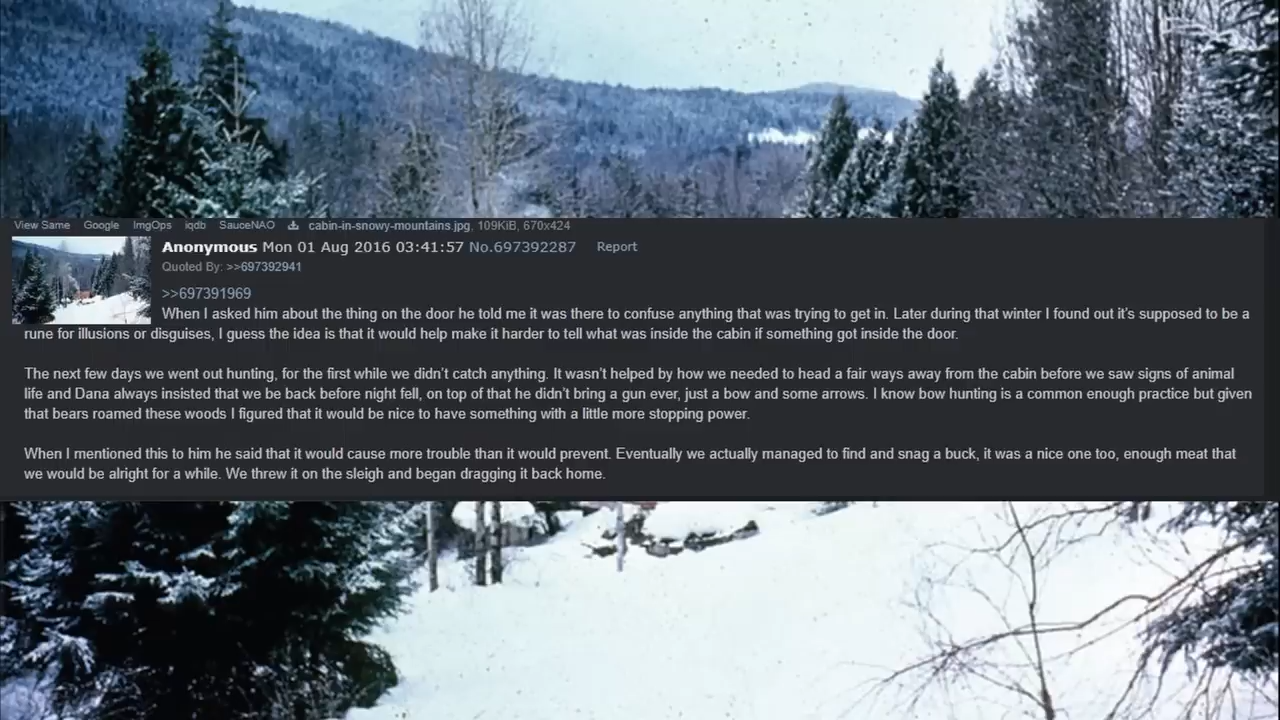 View Same Google ImgOps iqdb SauceNAO cabin-in-snowy-mountains.jpg, 109KiB, 670x424
Anonymous Mon 01 Aug 2016 03:41:57 No.697392287 Report
Quoted By: >>697392941
>>697391969
When I asked him about the thing on the door he told me it was there to confuse anything that was trying to get in. Later during that winter I found out it's supposed to be a
rune for illusions or disguises, I guess the idea is that it would help make it harder to tell what was inside the cabin if something got inside the door.
The next few days we went out hunting, for the first while we didn't catch anything. It wasn't helped by how we needed to head a fair ways away from the cabin before we saw signs of animal
life and Dana always insisted that we be back before night fell, on top of that he didn't bring a gun ever, just a bow and some arrows. I know bow hunting is a common enough practice but given
that bears roamed these woods I figured that it would be nice to have something with a little more stopping power.
When I mentioned this to him he said that it would cause more trouble than it would prevent. Eventually we actually managed to find and snag a buck, it was a nice one too, enough meat that
we would be alright for a while. We threw it on the sleigh and began dragging it back home.